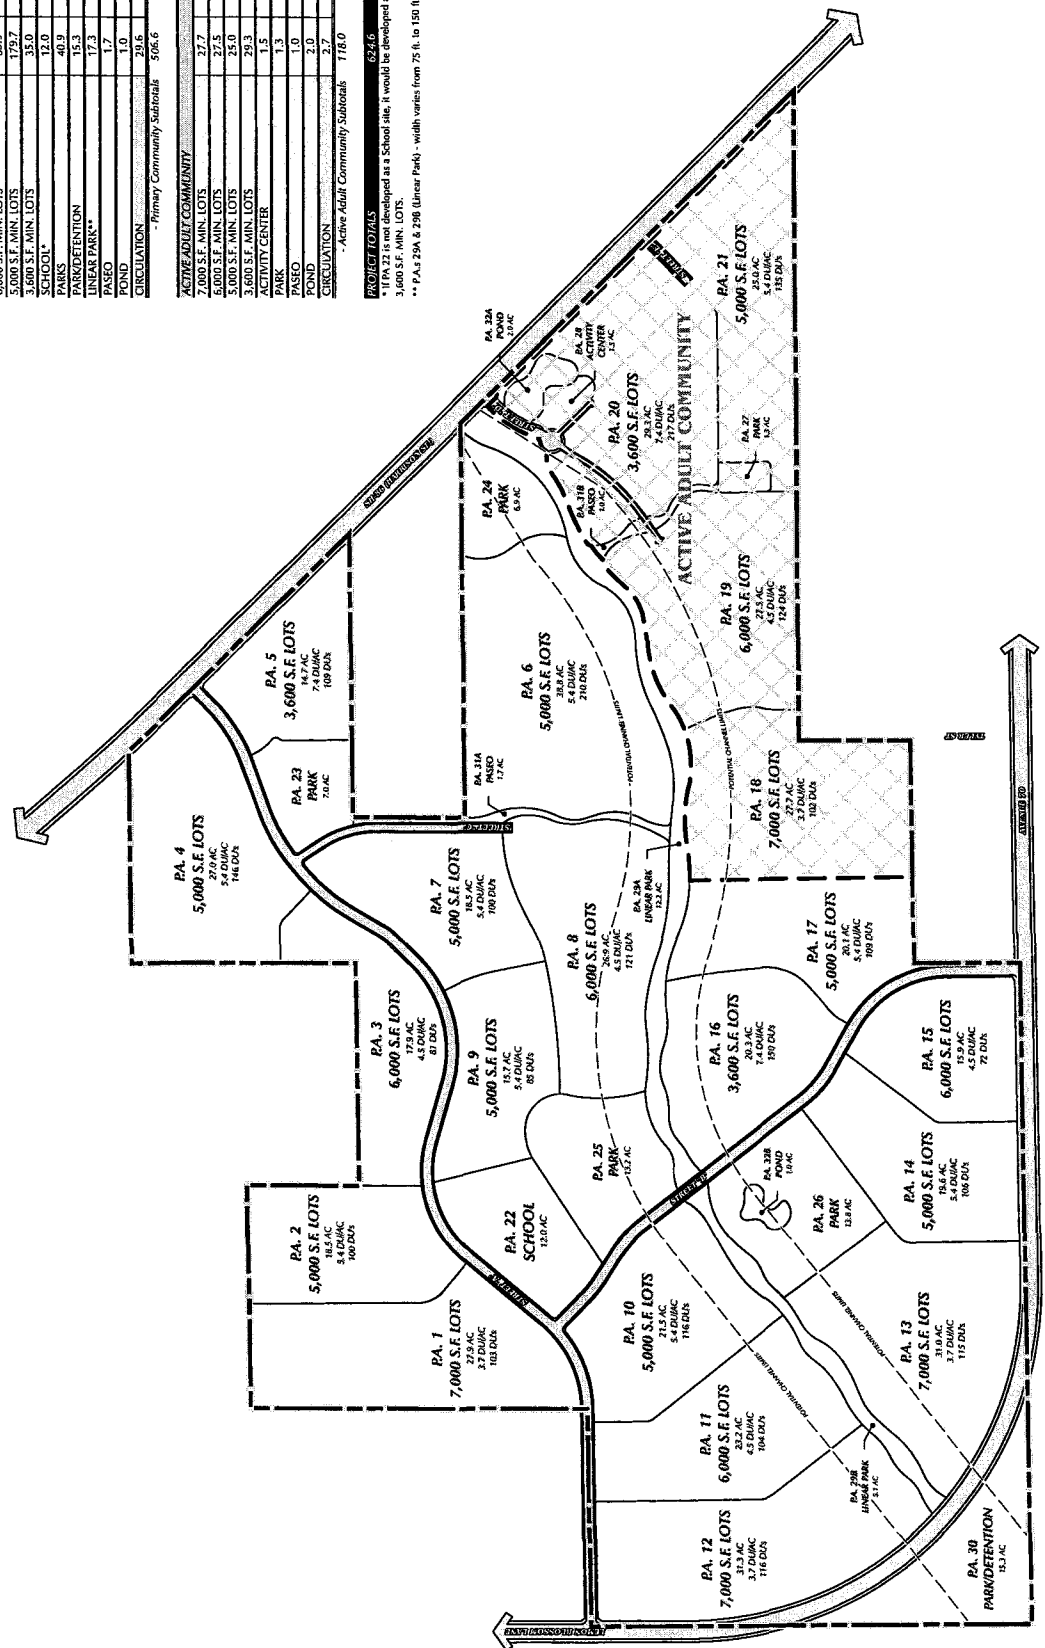 5,000 S.F. MIN. LOTS 179.7
3,600 S.F. MIN. LOTS 35.0
SCHOOL* 12.0
PARKS 40.9
PARK/DETENTION 15.3
LINEAR PARK** 17.3
PASEO 1.7
POND 1.0
CIRCULATION 29.6
- Primary Community Subtotals 506.6
ACTIVE ADULT COMMUNITY
7,000 S.F. MIN. LOTS 27.7
6,000 S.F. MIN. LOTS 27.5
5,000 S.F. MIN. LOTS 25.0
3,600 S.F. MIN. LOTS 29.3
ACTIVITY CENTER 1.5
PARK 1.3
PASEO 1.0
POND 2.0
CIRCULATION 2.7
- Active Adult Community Subtotals 118.0
PROJECT TOTALS 624.6
* If PA 22 is not developed as a School site, it would be developed
3,600 S.F. MIN. LOTS.
** P.A.s 29A & 29B (Linear Park) - width varies from 75 ft. to 150 ft
SR-86 (HARRISON ST.)
P.A. 4
5,000 S.F. LOTS
27.0 AC
5.4 DU/AC
146 DUs
P.A. 5
3,600 S.F. LOTS
14.7 AC
7.4 DU/AC
109 DUs
P.A. 23
PARK
7.0 AC
P.A. 2
5,000 S.F. LOTS
18.5 AC
5.4 DU/AC
100 DUs
P.A. 3
6,000 S.F. LOTS
17.9 AC
4.5 DU/AC
81 DUs
P.A. 1
7,000 S.F. LOTS
27.9 AC
3.7 DU/AC
103 DUs
P.A. 7
5,000 S.F. LOTS
18.5 AC
5.4 DU/AC
100 DUs
P.A. 9
5,000 S.F. LOTS
15.7 AC
5.4 DU/AC
85 DUs
P.A. 22
SCHOOL
12.0 AC
P.A. 31A
PASEO
1.7 AC
P.A. 6
5,000 S.F. LOTS
38.8 AC
5.4 DU/AC
210 DUs
P.A. 24
PARK
6.9 AC
P.A. 32A
POND
2.0 AC
P.A. 28
ACTIVITY
CENTER
1.5 AC
P.A. 8
6,000 S.F. LOTS
26.9 AC
4.5 DU/AC
121 DUs
P.A. 25
PARK
13.2 AC
P.A. 10
5,000 S.F. LOTS
21.5 AC
5.4 DU/AC
116 DUs
P.A. 11
6,000 S.F. LOTS
23.2 AC
4.5 DU/AC
104 DUs
P.A. 12
7,000 S.F. LOTS
31.3 AC
3.7 DU/AC
116 DUs
P.A. 29A
LINEAR PARK
12.2 AC
P.A. 31B
PASEO
1.0 AC
P.A. 20
3,600 S.F. LOTS
29.3 AC
7.4 DU/AC
217 DUs
ACTIVE ADULT COMMUNITY
P.A. 21
5,000 S.F. LOTS
25.0 AC
5.4 DU/AC
135 DUs
P.A. 27
PARK
1.3 AC
P.A. 19
6,000 S.F. LOTS
27.5 AC
4.5 DU/AC
124 DUs
P.A. 18
7,000 S.F. LOTS
27.7 AC
3.7 DU/AC
102 DUs
P.A. 16
3,600 S.F. LOTS
20.3 AC
7.4 DU/AC
150 DUs
P.A. 17
5,000 S.F. LOTS
20.1 AC
5.4 DU/AC
109 DUs
P.A. 32B
POND
1.0 AC
P.A. 26
PARK
13.8 AC
P.A. 15
6,000 S.F. LOTS
15.9 AC
4.5 DU/AC
72 DUs
P.A. 14
5,000 S.F. LOTS
19.6 AC
5.4 DU/AC
106 DUs
P.A. 13
7,000 S.F. LOTS
31.0 AC
3.7 DU/AC
115 DUs
P.A. 29B
LINEAR PARK
5.1 AC
P.A. 30
PARK/DETENTION
15.3 AC
POTENTIAL CHANNEL LIMITS
POTENTIAL CHANNEL LIMITS
POTENTIAL CHANNEL LIMITS
POTENTIAL CHANNEL LIMITS
TYLER ST
LEMON BLOSSOM LANE